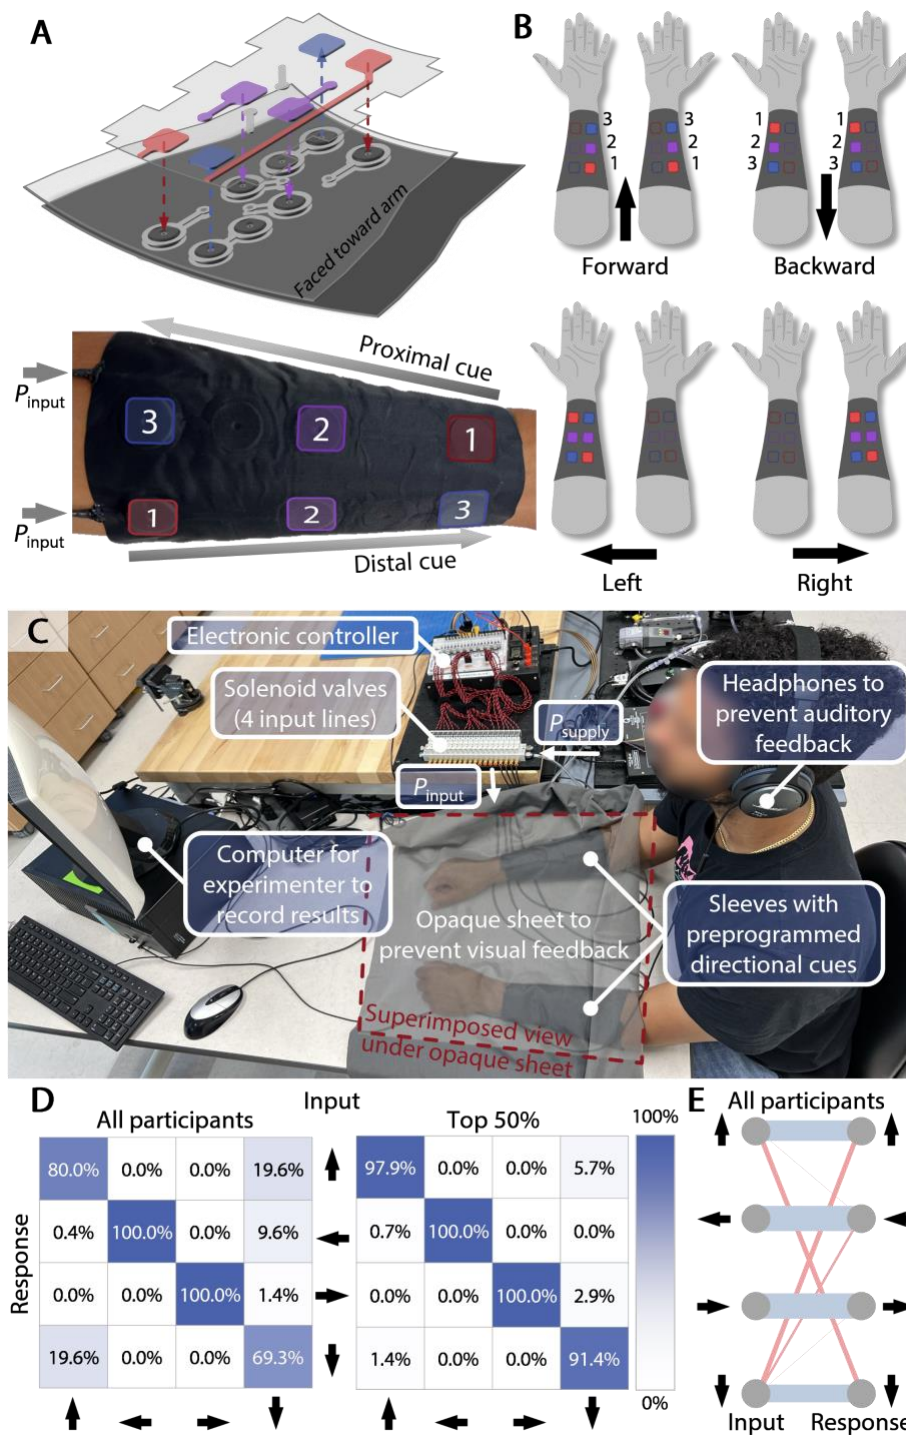 A
Faced toward arm
Proximal cue
Pinput
3
2
1
Pinput
1
2
3
Distal cue
B
3
2
1
3
2
1
Forward
1
2
3
1
2
3
Backward
Left
Right
C
Electronic controller
Solenoid valves
(4 input lines)
Psupply
Pinput
Headphones to
prevent auditory
feedback
Computer for
experimenter to
record results
Opaque sheet to
prevent visual feedback
Sleeves with
preprogrammed
directional cues
Superimposed view
under opaque sheet
D
Input
All participants
Top 50%
Response
80.0% 0.0% 0.0% 19.6%
0.4% 100.0% 0.0% 9.6%
0.0% 0.0% 100.0% 1.4%
19.6% 0.0% 0.0% 69.3%
97.9% 0.0% 0.0% 5.7%
0.7% 100.0% 0.0% 0.0%
0.0% 0.0% 100.0% 2.9%
1.4% 0.0% 0.0% 91.4%
100%
0%
E
All participants
Input
Response